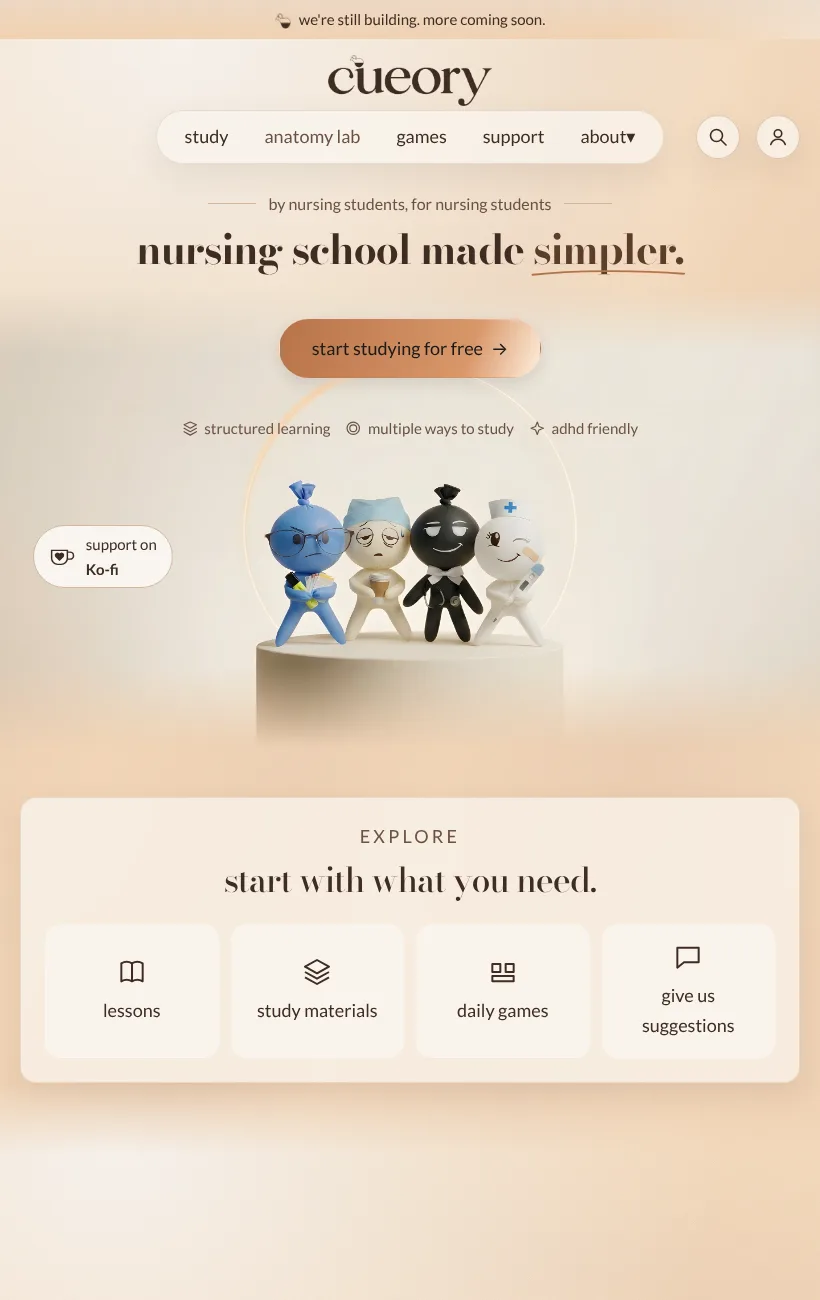 we're still building. more coming soon.
cueory
study anatomy lab games support about▾
by nursing students, for nursing students
nursing school made simpler.
start studying for free →
structured learning multiple ways to study adhd friendly
support on
Ko-fi
EXPLORE
start with what you need.
lessons study materials daily games give us
suggestions